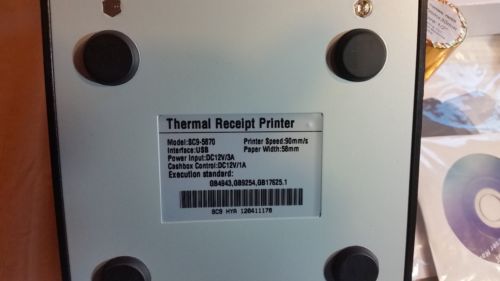 Thermal Receipt Printer
Model:SC9-5870 Printer Speed:90mm/s
Interface:USB Paper Width:58mm
Power Input:DC12V/3A
Cashbox Control:DC12V/1A
Execution standard:
GB4943,GB9254,GB17625.1
SC9 HYA 120411178